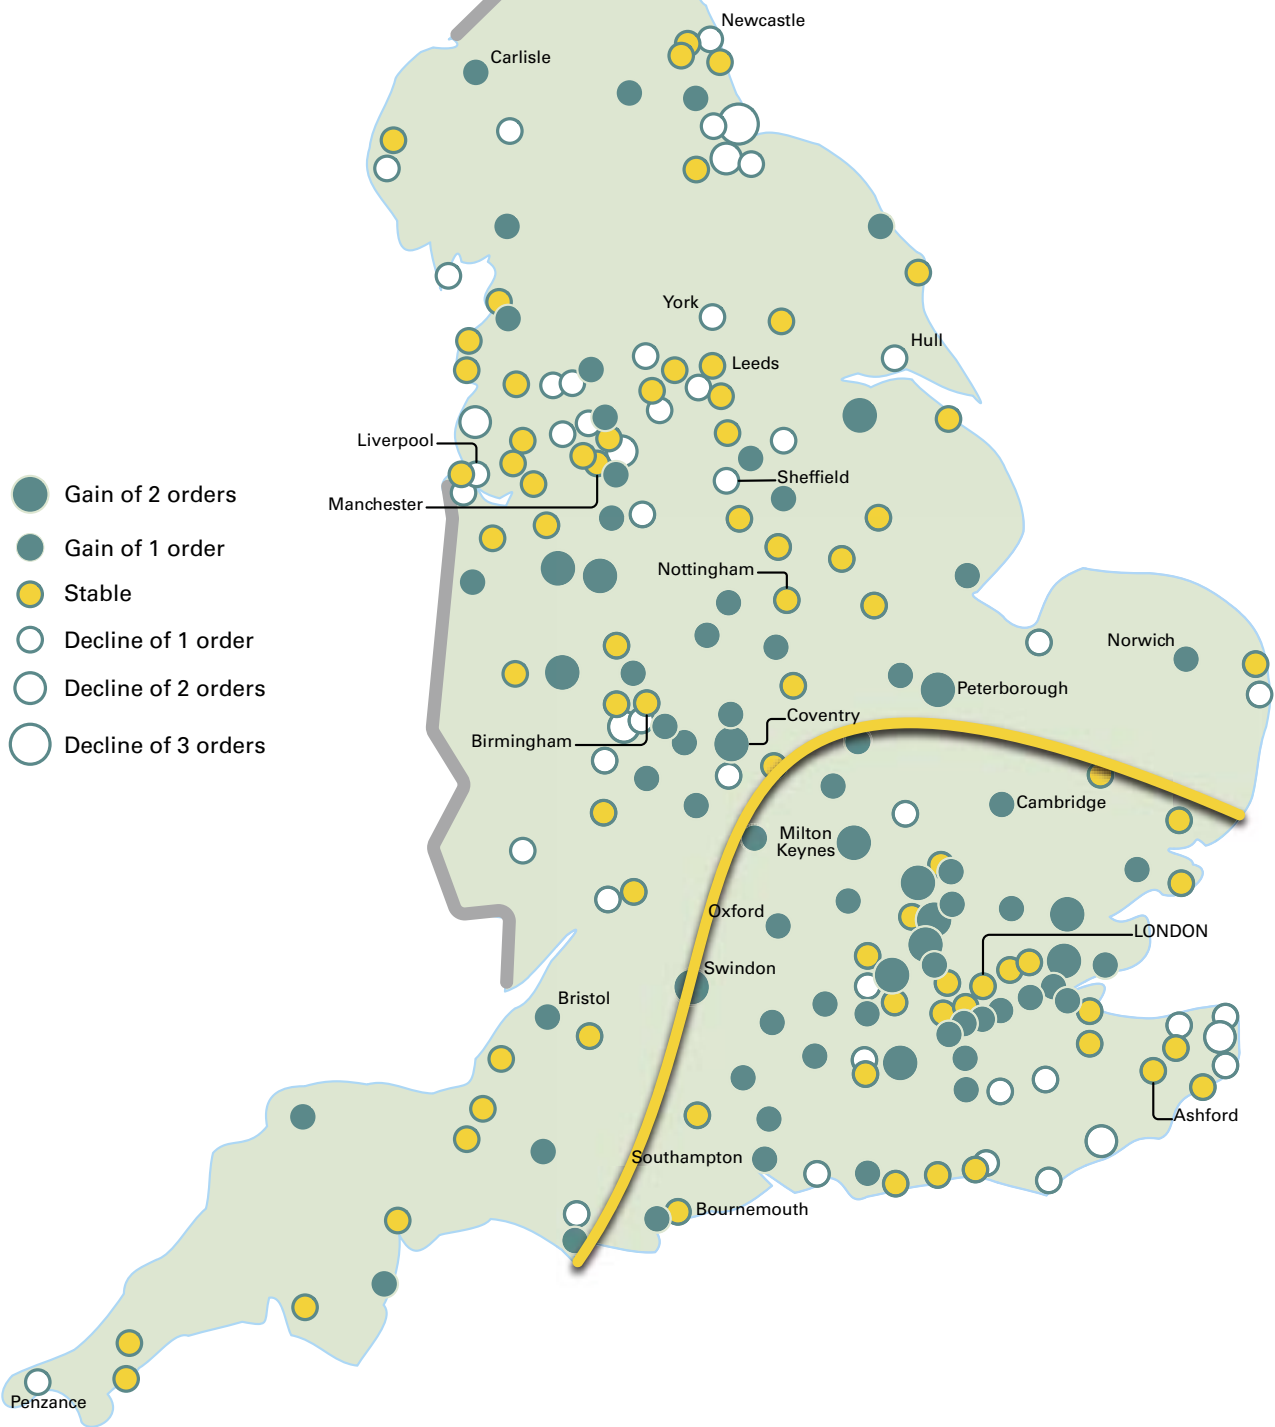 Newcastle
Carlisle
York
Hull
Leeds
Liverpool
Sheffield
Manchester
Gain of 2 orders
Gain of 1 order
Stable
Decline of 1 order
Decline of 2 orders
Decline of 3 orders
Nottingham
Norwich
Peterborough
Coventry
Birmingham
Cambridge
Milton
Keynes
Oxford
LONDON
Swindon
Bristol
Ashford
Southampton
Bournemouth
Penzance